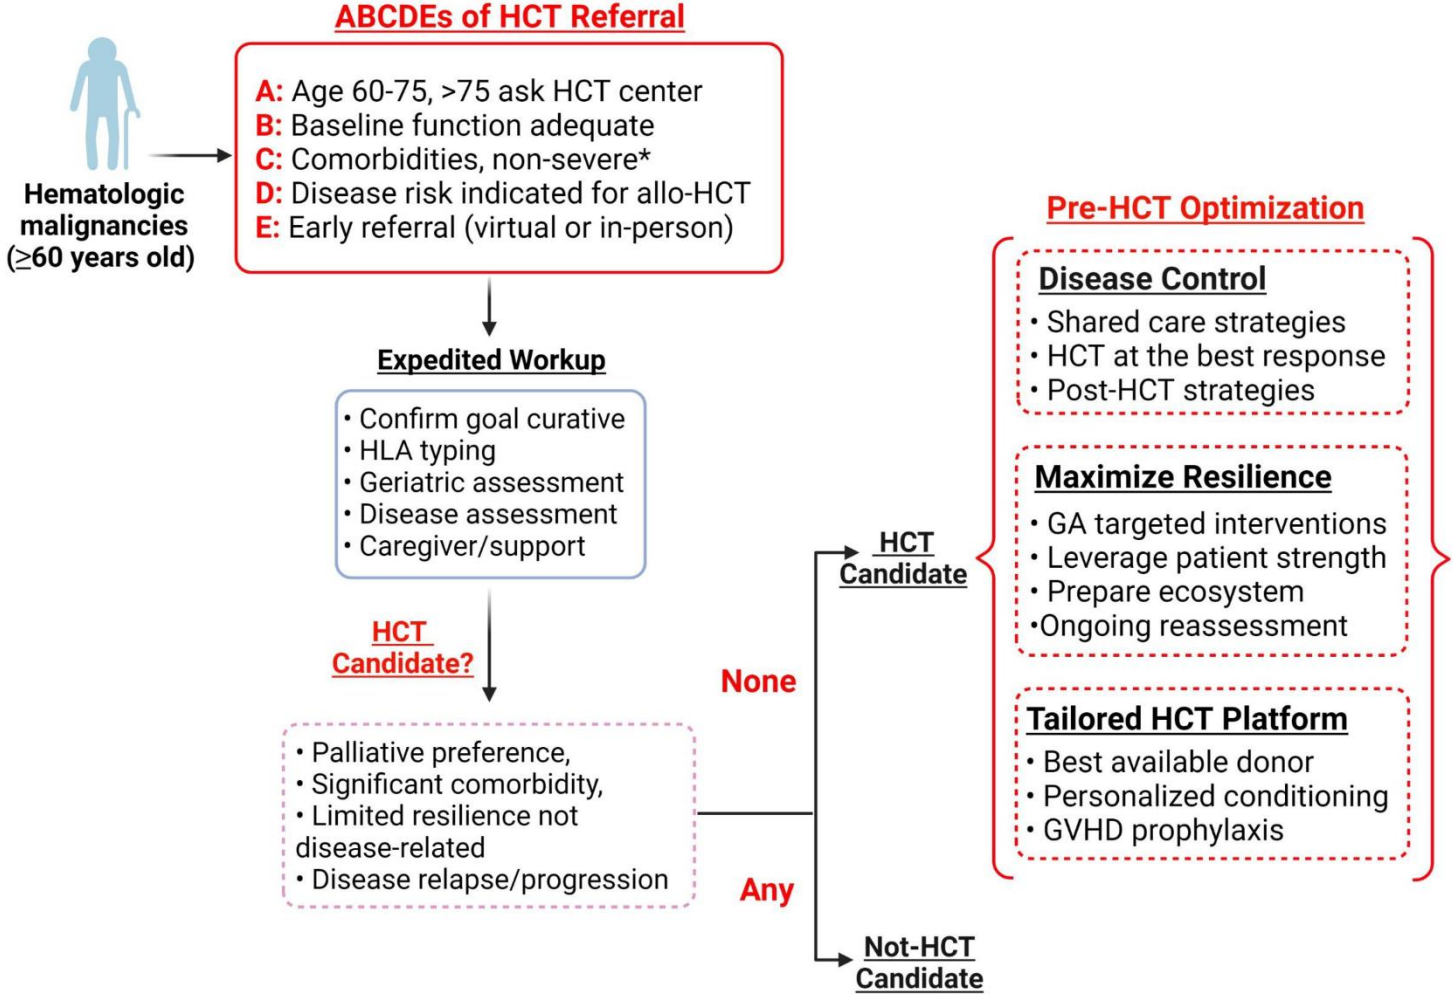 ABCDEs of HCT Referral
A: Age 60-75, >75 ask HCT center
B: Baseline function adequate
C: Comorbidities, non-severe*
D: Disease risk indicated for allo-HCT
E: Early referral (virtual or in-person)
Hematologic
malignancies
(≥60 years old)
Expedited Workup
• Confirm goal curative
• HLA typing
• Geriatric assessment
• Disease assessment
• Caregiver/support
HCT
Candidate?
• Palliative preference,
• Significant comorbidity,
• Limited resilience not
disease-related
• Disease relapse/progression
None
Any
HCT
Candidate
Not-HCT
Candidate
Pre-HCT Optimization
Disease Control
• Shared care strategies
• HCT at the best response
• Post-HCT strategies
Maximize Resilience
• GA targeted interventions
• Leverage patient strength
• Prepare ecosystem
•Ongoing reassessment
Tailored HCT Platform
• Best available donor
• Personalized conditioning
• GVHD prophylaxis